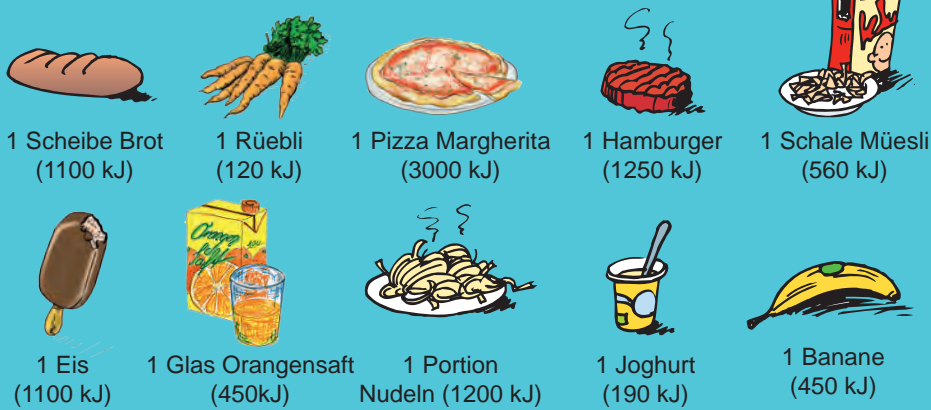 1 Scheibe Brot
(1100 kJ)
1 Rüebli
(120 kJ)
1 Pizza Margherita
(3000 kJ)
1 Hamburger
(1250 kJ)
1 Schale Müesli
(560 kJ)
1 Eis
(1100 kJ)
1 Glas Orangensaft
(450kJ)
1 Portion
Nudeln (1200 kJ)
1 Joghurt
(190 kJ)
1 Banane
(450 kJ)